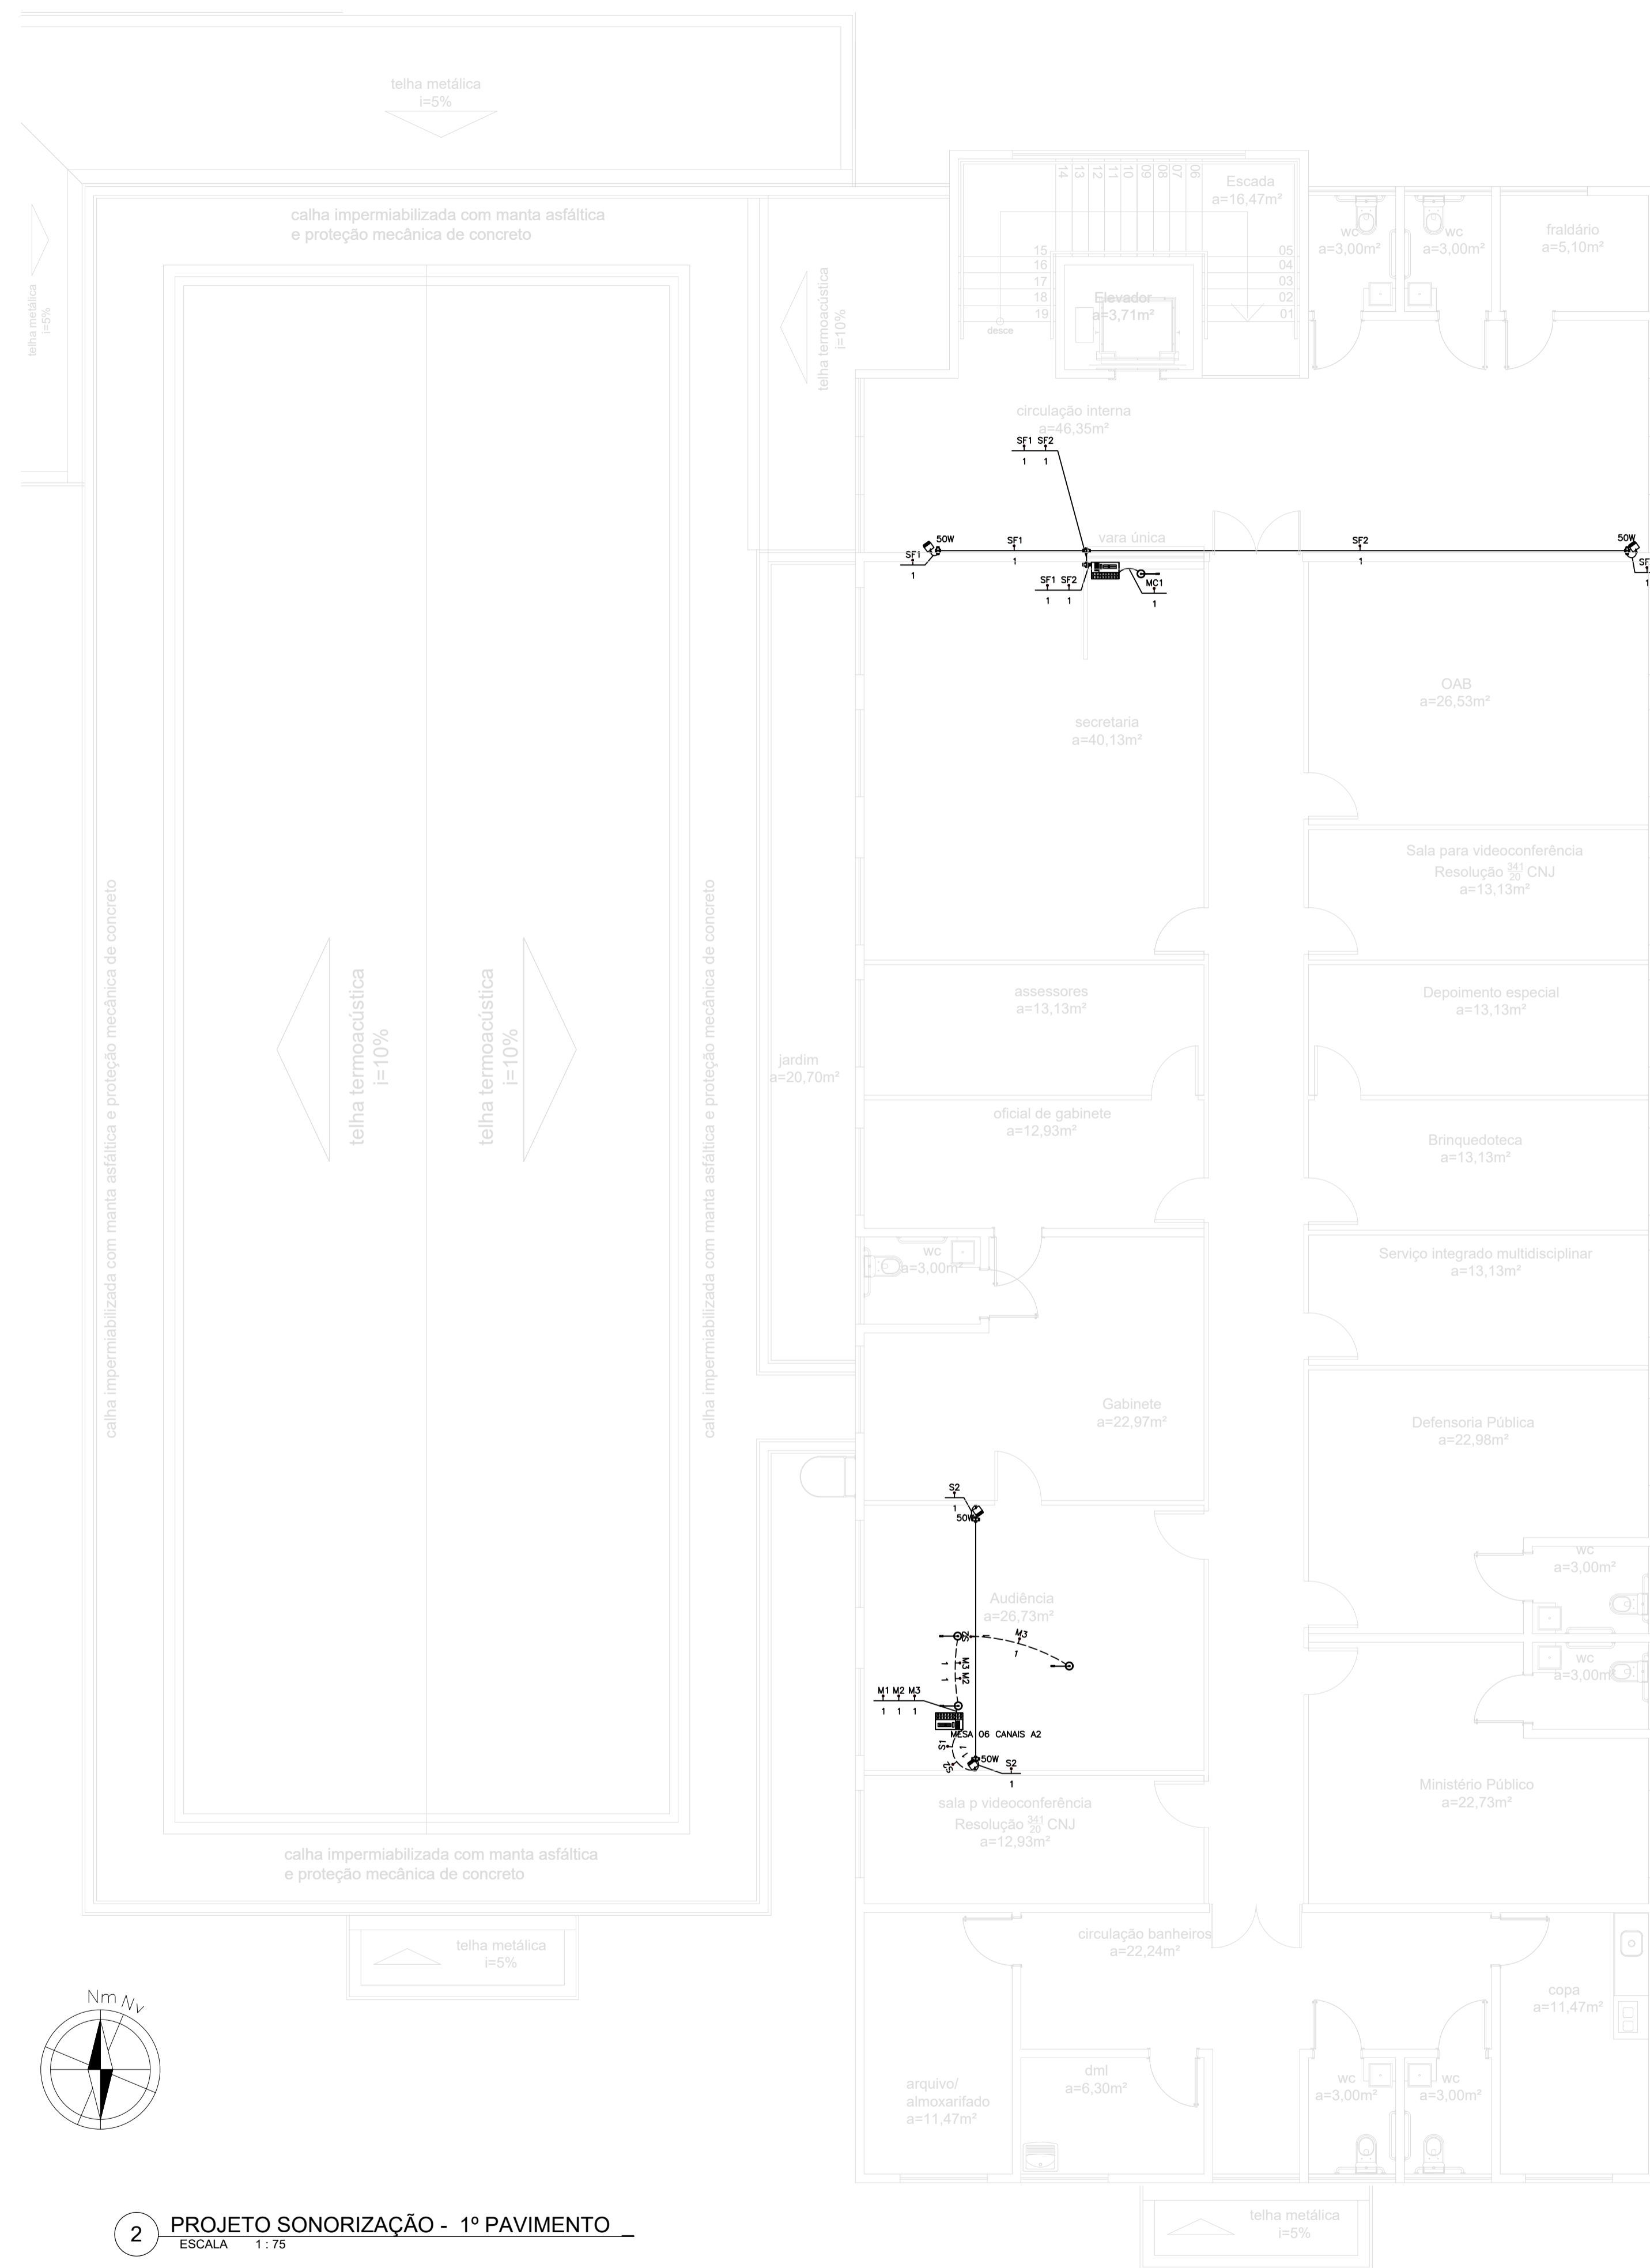 telha metálica
i=5%
calha impermiabilizada com manta asfáltica
e proteção mecânica de concreto
telha metálica
i=5%
telha termoacústica
i=10%
14
13
12
11
10
09
08
07
06
Escada
a=16,47m²
15
16
17
18
19
desce
05
04
03
02
01
Elevador
a=3,71m²
wc
a=3,00m²
wc
a=3,00m²
fraldário
a=5,10m²
circulação interna
a=46,35m²
SF1 SF2
1 1
50W
SF1
1
SF1
1
vara única
SF2
1
50W
SF
1
SF1 SF2
1 1
MC1
1
secretaria
a=40,13m²
OAB
a=26,53m²
Sala para videoconferência
Resolução 341/20 CNJ
a=13,13m²
calha impermiabilizada com manta asfáltica e proteção mecânica de concreto
telha termoacústica
i=10%
telha termoacústica
i=10%
calha impermiabilizada com manta asfáltica e proteção mecânica de concreto
assessores
a=13,13m²
Depoimento especial
a=13,13m²
jardim
a=20,70m²
oficial de gabinete
a=12,93m²
Brinquedoteca
a=13,13m²
wc
a=3,00m²
Serviço integrado multidisciplinar
a=13,13m²
Gabinete
a=22,97m²
Defensoria Pública
a=22,98m²
S2
1
50W
wc
a=3,00m²
Audiência
a=26,73m²
S2
M3
1
M3 M2
1 1
wc
a=3,00m²
M1 M2 M3
1 1 1
MESA 06 CANAIS A2
S1
1
S2
1
50W
S2
1
Ministério Público
a=22,73m²
sala p videoconferência
Resolução 341/20 CNJ
a=12,93m²
calha impermiabilizada com manta asfáltica
e proteção mecânica de concreto
telha metálica
i=5%
circulação banheiros
a=22,24m²
copa
a=11,47m²
Nm Nv
arquivo/
almoxarifado
a=11,47m²
dml
a=6,30m²
wc
a=3,00m²
wc
a=3,00m²
telha metálica
i=5%
2 PROJETO SONORIZAÇÃO - 1º PAVIMENTO _
ESCALA 1 : 75